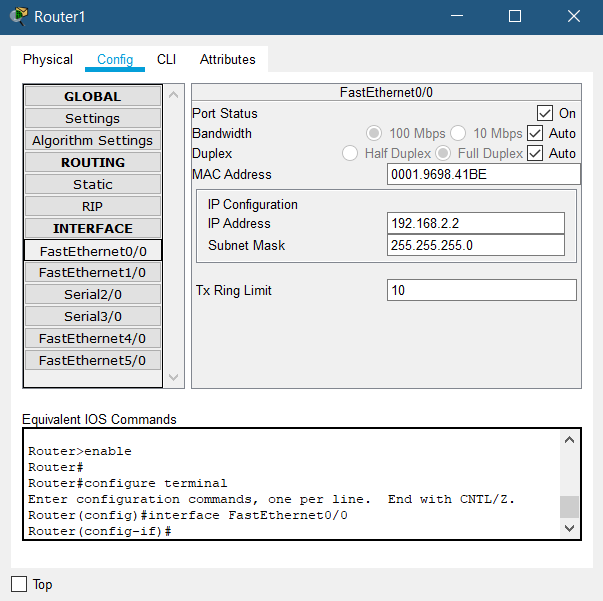 Router1
Physical Config CLI Attributes
GLOBAL
Settings
Algorithm Settings
ROUTING
Static
RIP
INTERFACE
FastEthernet0/0
FastEthernet1/0
Serial2/0
Serial3/0
FastEthernet4/0
FastEthernet5/0
FastEthernet0/0
Port Status On
Bandwidth 100 Mbps 10 Mbps Auto
Duplex Half Duplex Full Duplex Auto
MAC Address 0001.9698.41BE
IP Configuration
IP Address 192.168.2.2
Subnet Mask 255.255.255.0
Tx Ring Limit 10
Equivalent IOS Commands
Router>enable
Router#
Router#configure terminal
Enter configuration commands, one per line. End with CNTL/Z.
Router(config)#interface FastEthernet0/0
Router(config-if)#
Top